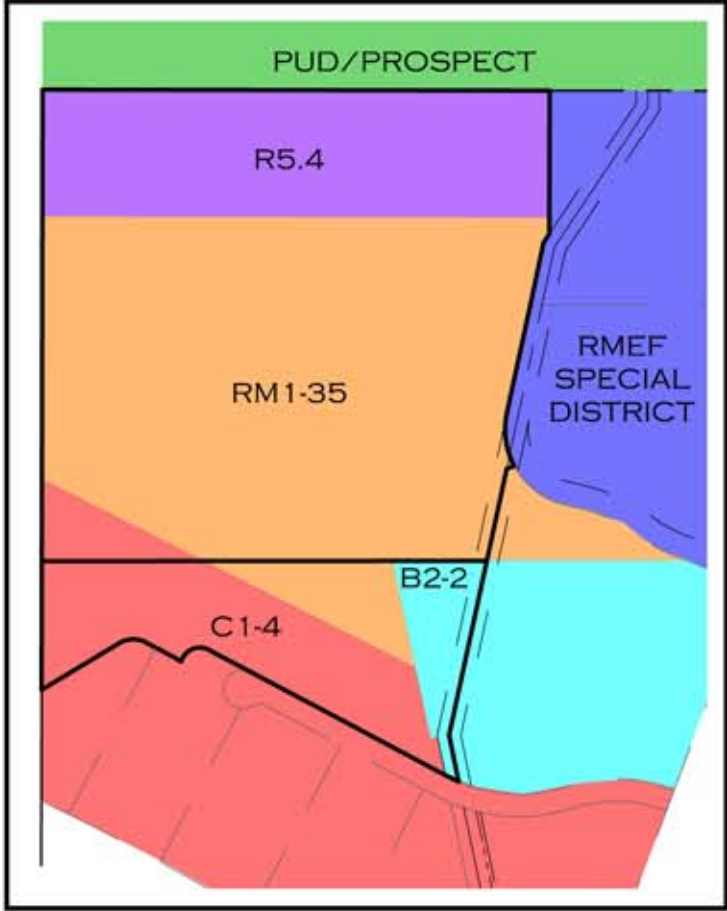 PUD/PROSPECT
R5.4
RM1-35
RMEF
SPECIAL
DISTRICT
B2-2
C1-4